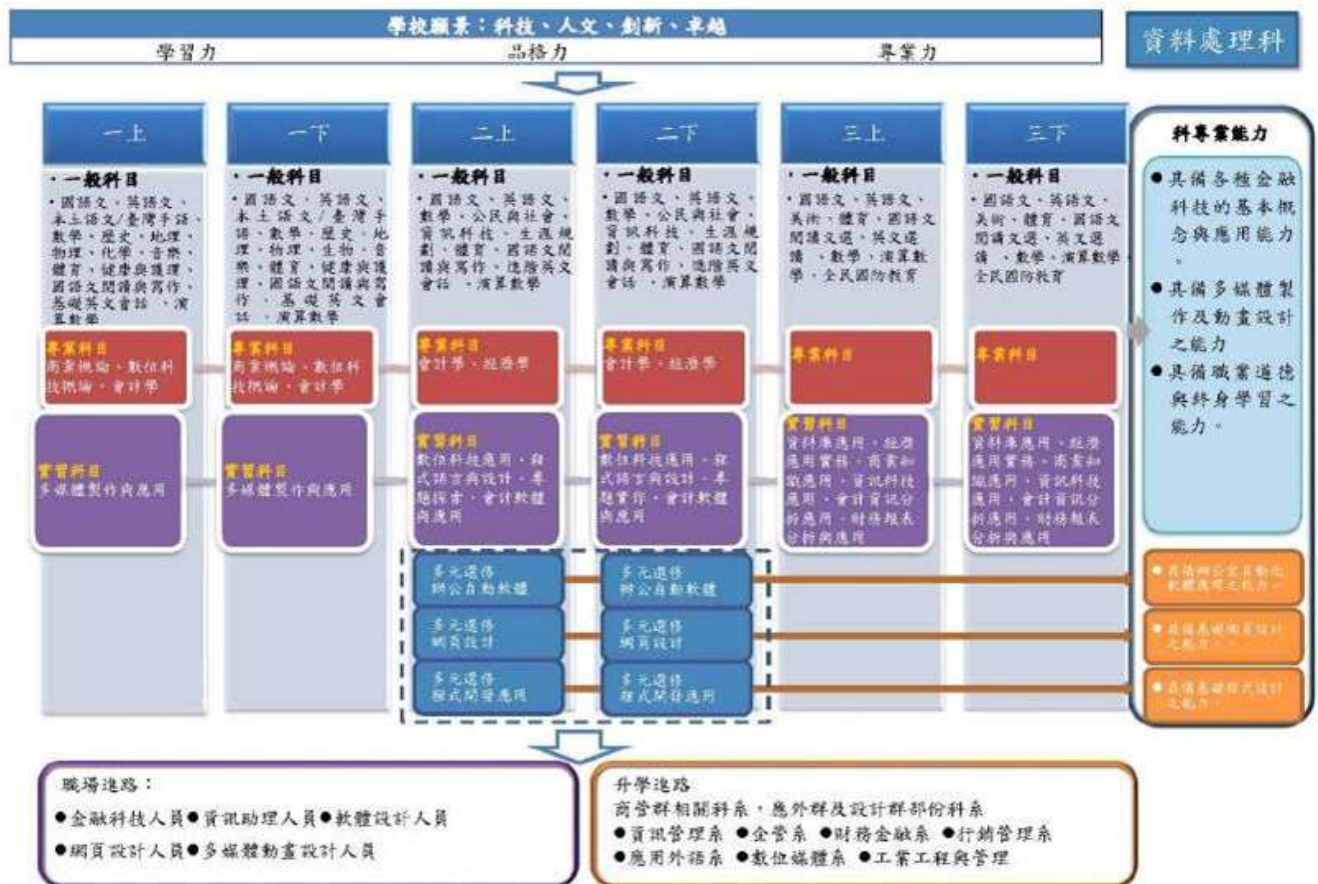 學校願景：科技、人文、創新、卓越
學習力 品格力 專業力
資料處理科
一上
・一般科目
・國語文、英語文、
本土語文/臺灣手語、
數學、歷史、地理、
物理、化學、音樂、
體育、健康與護理、
國語文閱讀與寫作、
基礎英文會話、演
算數學
專業科目
商業概論、數位科
技概論、會計學
實習科目
多媒體製作與應用
一下
・一般科目
・國語文、英語文、
本土語文/臺灣手
語、數學、歷史、地
理、物理、生物、音
樂、體育、健康與護
理、國語文閱讀與寫
作、基礎英文會
話、演算數學
專業科目
商業概論、數位科
技概論、會計學
實習科目
多媒體製作與應用
二上
・一般科目
・國語文、英語文、
數學、公民與社會、
資訊科技、生涯規
劃、體育、國語文閱
讀與寫作、進階英文
會話、演算數學
專業科目
會計學、經濟學
實習科目
數位科技應用、程
式語言與設計、專
題探索、會計軟體
與應用
多元選修
辦公自動軟體
多元選修
網頁設計
多元選修
程式開發應用
二下
・一般科目
・國語文、英語文、
數學、公民與社會、
資訊科技、生涯規
劃、體育、國語文閱
讀與寫作、進階英文
會話、演算數學
專業科目
會計學、經濟學
實習科目
數位科技應用、程
式語言與設計、專
題實作、會計軟體
與應用
多元選修
辦公自動軟體
多元選修
網頁設計
多元選修
程式開發應用
三上
・一般科目
・國語文、英語文、
美術、體育、國語文
閱讀文選、英文選
讀、數學、演算數
學、全民國防教育
專業科目
實習科目
資料庫應用、經濟
應用實務、商業知
識應用、資訊科技
應用、會計資訊分
析應用、財務報表
分析與應用
三下
・一般科目
・國語文、英語文、
美術、體育、國語文
閱讀文選、英文選
讀、數學、演算數學、
全民國防教育
專業科目
實習科目
資料庫應用、經濟
應用實務、商業知
識應用、資訊科技
應用、會計資訊分
析應用、財務報表
分析與應用
科專業能力
●具備各種金融
科技的基本概
念與應用能力
。
●具備多媒體製
作及動畫設計
之能力
●具備職業道德
與終身學習之
能力。
●具備辦公室自動化
軟體應用之能力。
●具備基礎網頁設計
之能力。
●具備基礎程式設計
之能力。
職場進路：
●金融科技人員●資訊助理人員●軟體設計人員
●網頁設計人員●多媒體動畫設計人員
升學進路
商管群相關科系，應外群及設計群部份科系
●資訊管理系 ●企管系 ●財務金融系 ●行銷管理系
●應用外語系 ●數位媒體系 ●工業工程與管理